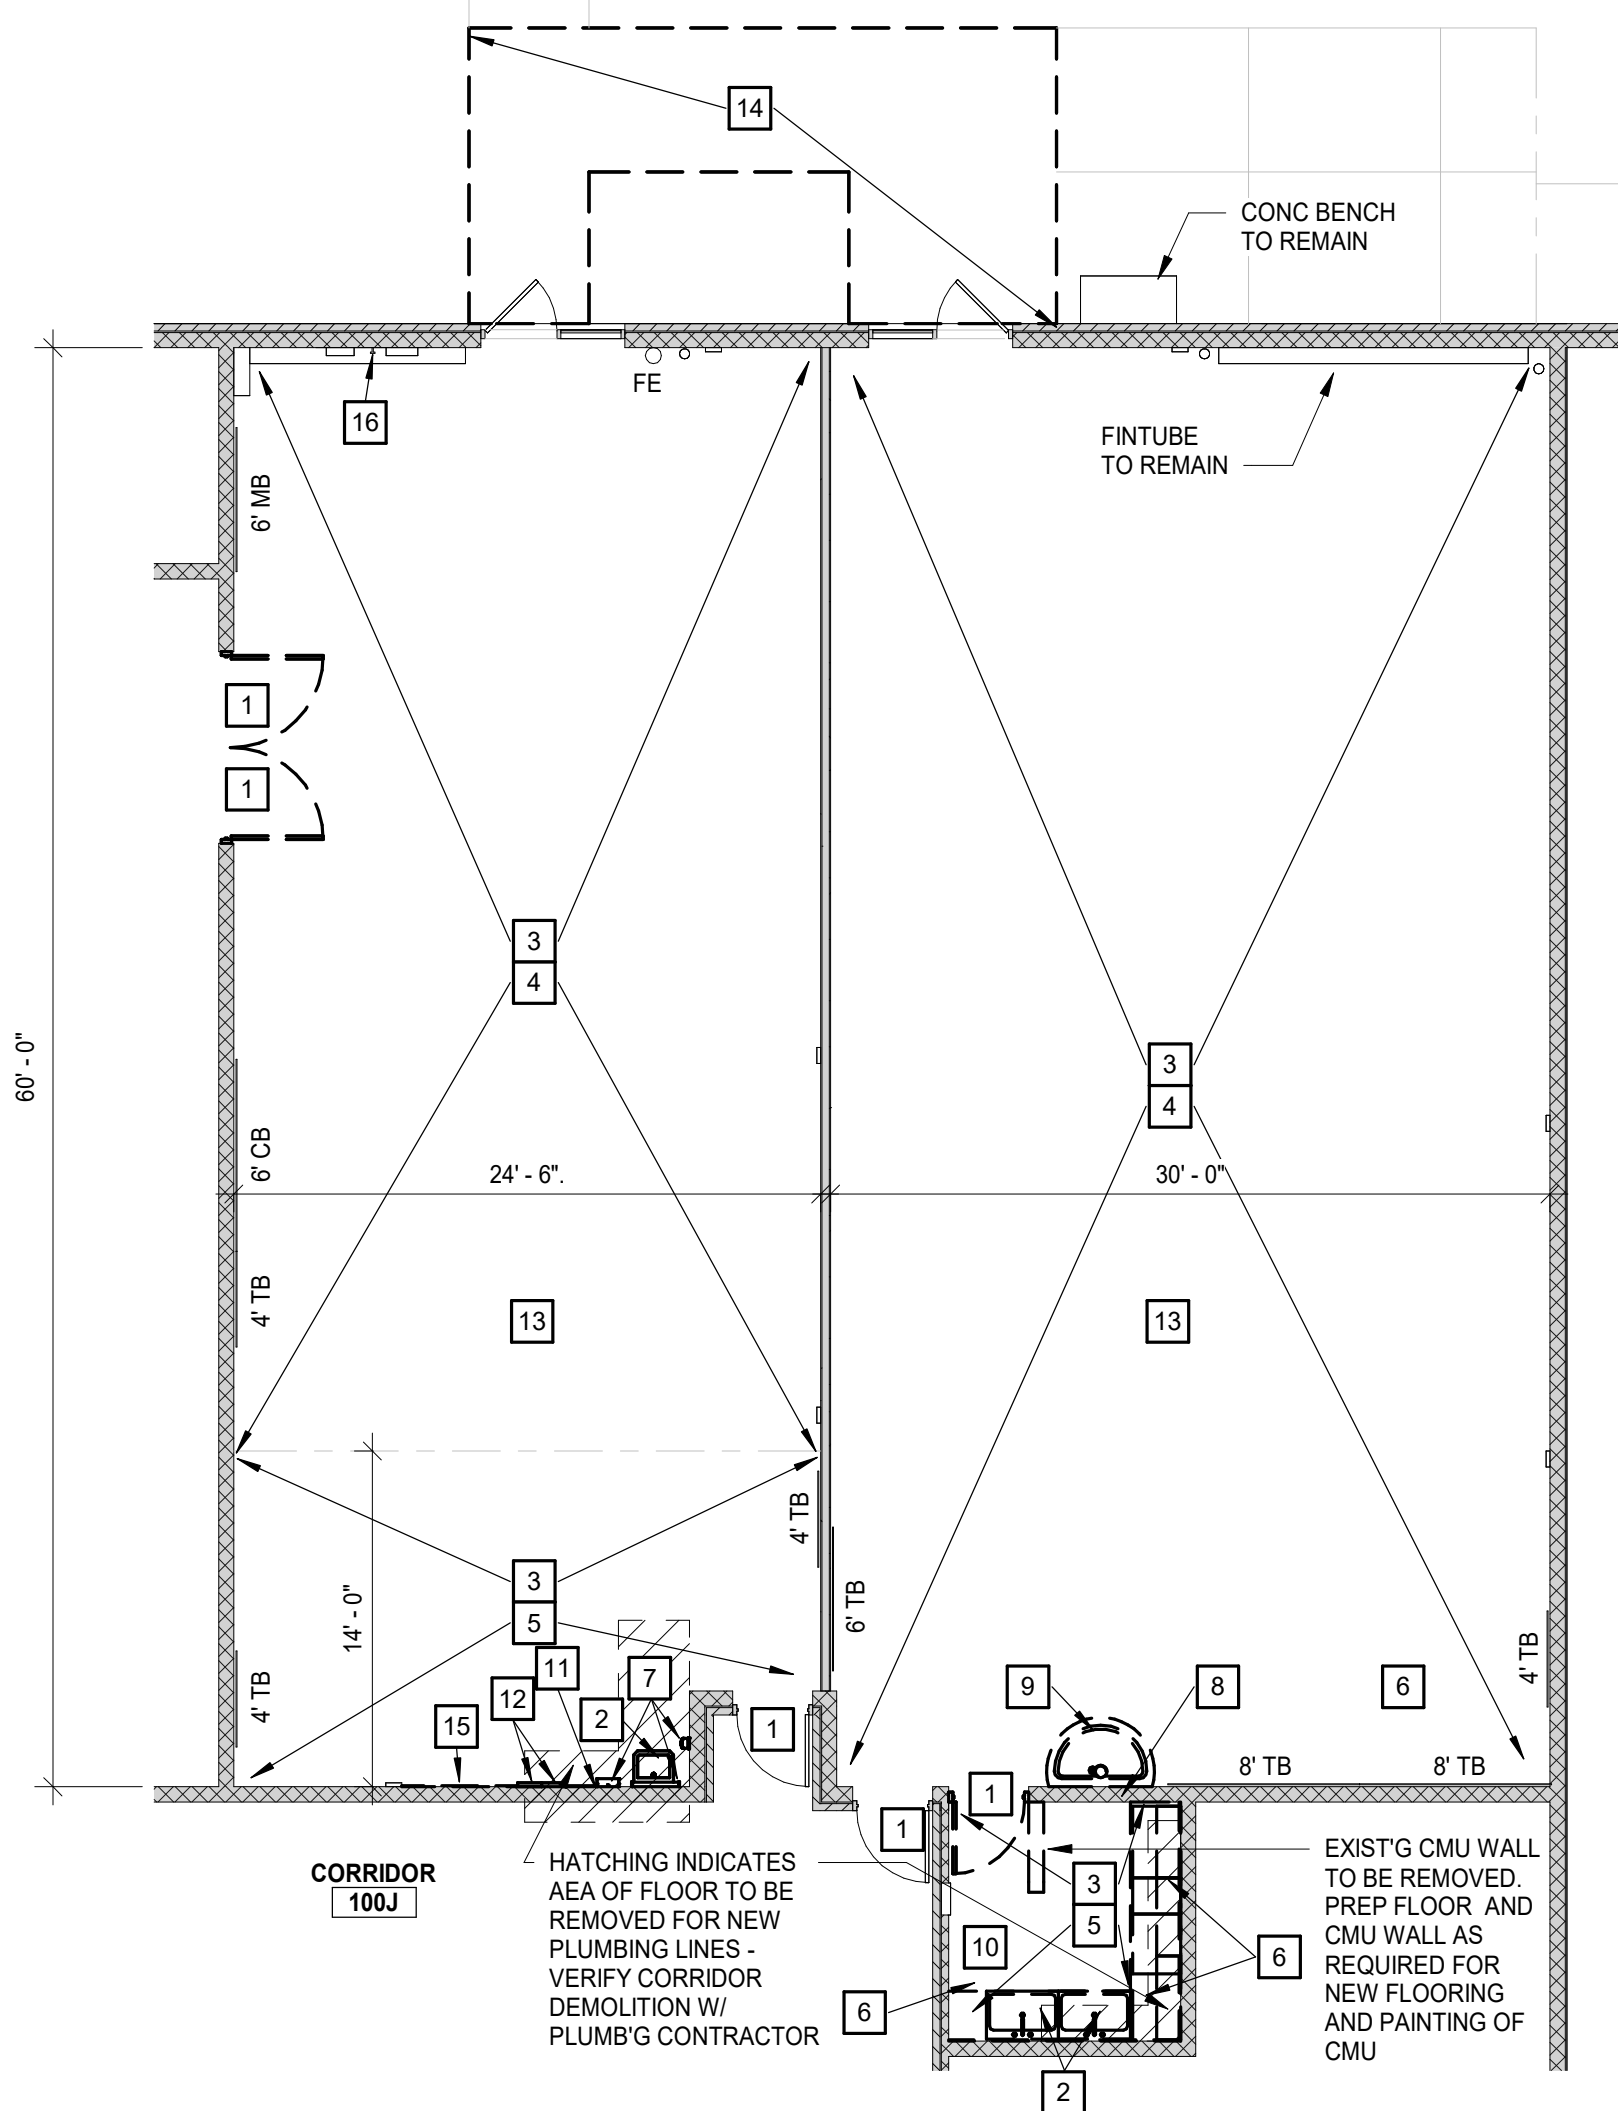 14
CONC BENCH
TO REMAIN
FE
16
FINTUBE
TO REMAIN
6' MB
1
1
3
4
3
4
60' - 0"
6' CB
24' - 6".
30' - 0"
4' TB
13
13
4' TB
3
5
14' - 0"
6' TB
4' TB
4' TB
11
7
12
2
15
1
9
8
6
8' TB
8' TB
1
1
CORRIDOR
100J
HATCHING INDICATES
AEA OF FLOOR TO BE
REMOVED FOR NEW
PLUMBING LINES -
VERIFY CORRIDOR
DEMOLITION W/
PLUMB'G CONTRACTOR
3
5
10
6
6
2
EXIST'G CMU WALL
TO BE REMOVED.
PREP FLOOR AND
CMU WALL AS
REQUIRED FOR
NEW FLOORING
AND PAINTING OF
CMU